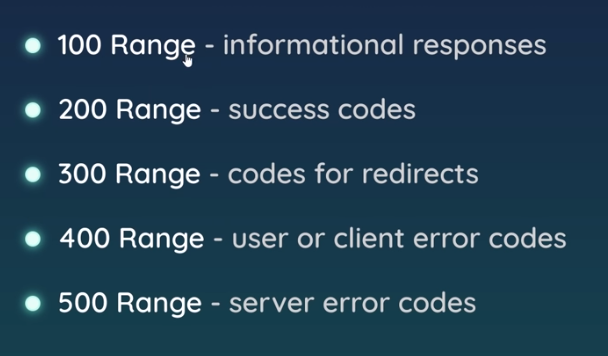 100 Range - informational responses
200 Range - success codes
300 Range - codes for redirects
400 Range - user or client error codes
500 Range - server error codes